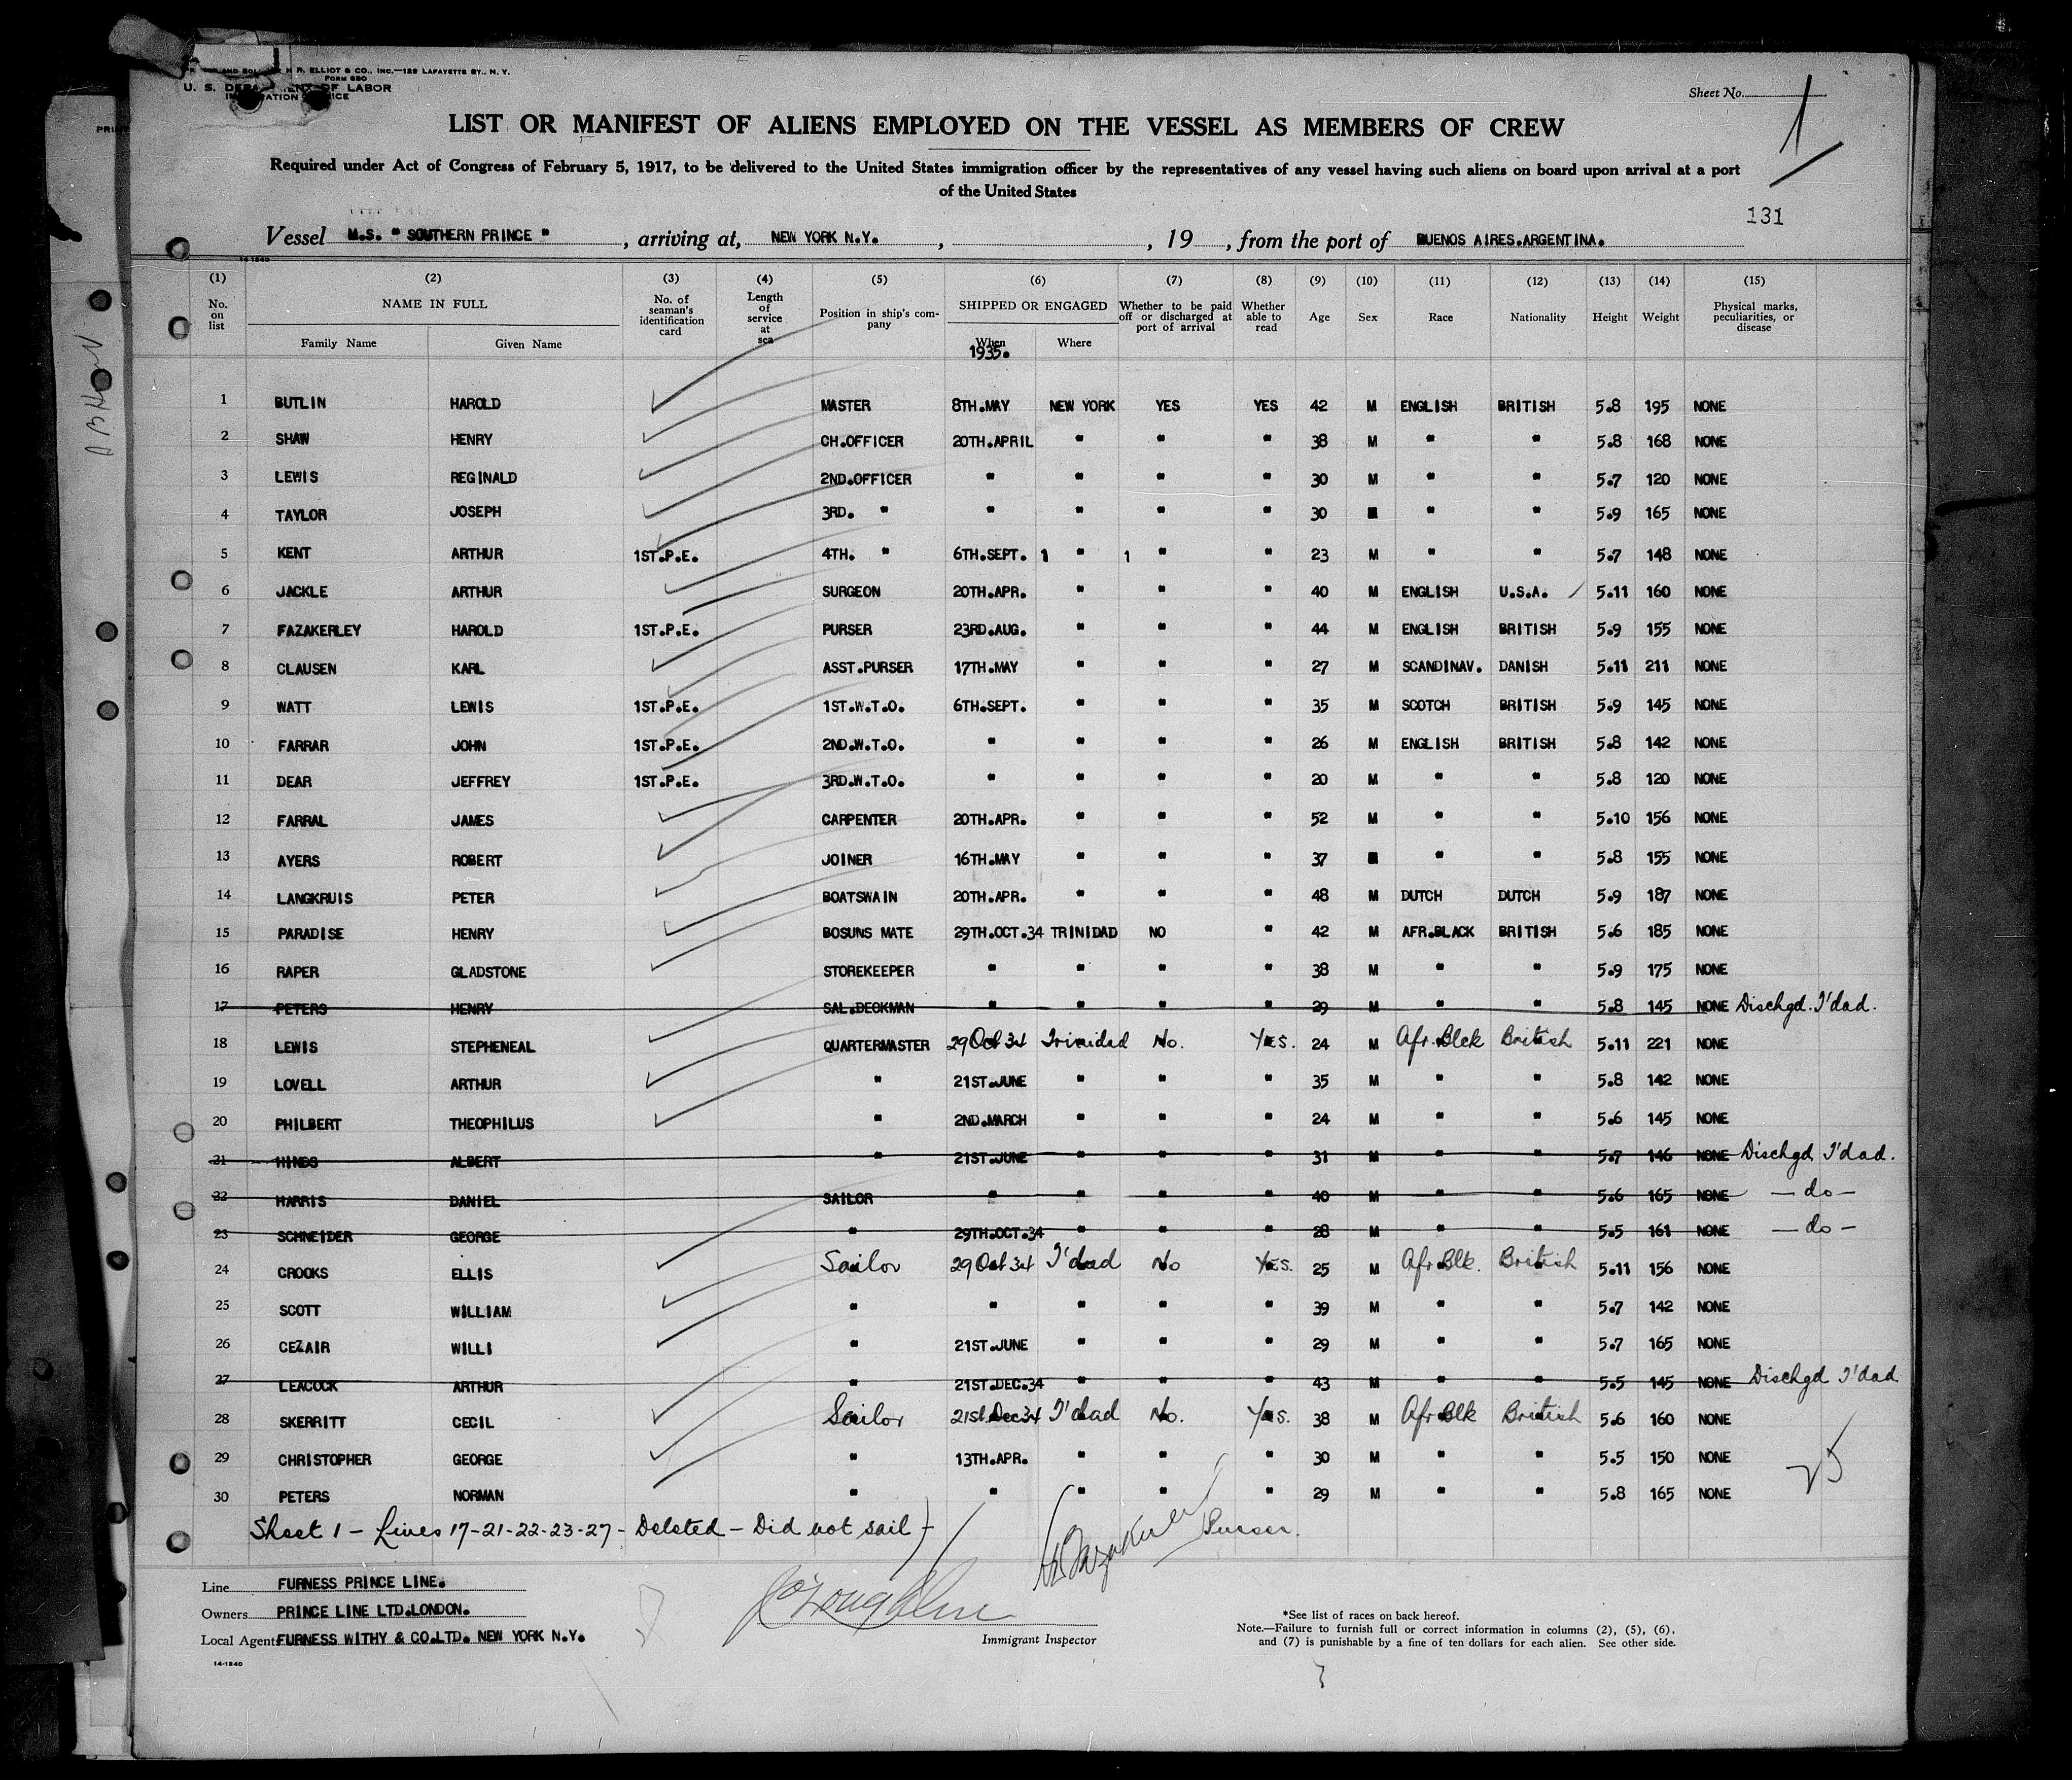 H R. ELLIOT & CO., INC.—129 LAFAYETTE ST., N. Y.
FORM 680
U. S. DEPARTMENT OF LABOR
Sheet No. 1
LIST OR MANIFEST OF ALIENS EMPLOYED ON THE VESSEL AS MEMBERS OF CREW
Required under Act of Congress of February 5, 1917, to be delivered to the United States immigration officer by the representatives of any vessel having such aliens on board upon arrival at a port
of the United States
131
Vessel M.S. " SOUTHERN PRINCE ", arriving at, NEW YORK N.Y. , , 19 , from the port of BUENOS AIRES.ARGENTINA.
14-1240
(1) (2) (3) (4) (5) (6) (7) (8) (9) (10) (11) (12) (13) (14) (15)
No. on list NAME IN FULL Family Name Given Name No. of seaman's identification card Length of service at sea Position in ship's company SHIPPED OR ENGAGED When Where Whether to be paid off or discharged at port of arrival Whether able to read Age Sex Race Nationality Height Weight Physical marks, peculiarities, or disease
1935.
1 BUTLIN HAROLD MASTER 8TH.MAY NEW YORK YES YES 42 M ENGLISH BRITISH 5.8 195 NONE
2 SHAW HENRY CH.OFFICER 20TH.APRIL " " " 38 M " " 5.8 168 NONE
3 LEWIS REGINALD 2ND.OFFICER " " " " 30 M " " 5.7 120 NONE
4 TAYLOR JOSEPH 3RD. " " " " " 30 M " " 5.9 165 NONE
5 KENT ARTHUR 1ST.P.E. 4TH. " 6TH.SEPT. 1 " 1 " " 23 M " " 5.7 148 NONE
6 JACKLE ARTHUR SURGEON 20TH.APR. " " " 40 M ENGLISH U.S.A. 5.11 160 NONE
7 FAZAKERLEY HAROLD 1ST.P.E. PURSER 23RD.AUG. " " " 44 M ENGLISH BRITISH 5.9 155 NONE
8 CLAUSEN KARL ASST.PURSER 17TH.MAY " " " 27 M SCANDINAV. DANISH 5.11 211 NONE
9 WATT LEWIS 1ST.P.E. 1ST.W.T.O. 6TH.SEPT. " " " 35 M SCOTCH BRITISH 5.9 145 NONE
10 FARRAR JOHN 1ST.P.E. 2ND.W.T.O. " " " " 26 M ENGLISH BRITISH 5.8 142 NONE
11 DEAR JEFFREY 1ST.P.E. 3RD.W.T.O. " " " " 20 M " " 5.8 120 NONE
12 FARRAL JAMES CARPENTER 20TH.APR. " " " 52 M " " 5.10 156 NONE
13 AYERS ROBERT JOINER 16TH.MAY " " " 37 M " " 5.8 155 NONE
14 LANGKRUIS PETER BOATSWAIN 20TH.APR. " " " 48 M DUTCH DUTCH 5.9 187 NONE
15 PARADISE HENRY BOSUNS MATE 29TH.OCT.34 TRINIDAD NO " 42 M AFR.BLACK BRITISH 5.6 185 NONE
16 RAPER GLADSTONE STOREKEEPER " " " " 38 M " " 5.9 175 NONE
17 PETERS HENRY SAL.DECKMAN " " " " 29 M " " 5.8 145 NONE Dischgd. T'dad.
18 LEWIS STEPHENEAL QUARTERMASTER 29 Oct 34 Trinidad No. Yes. 24 M Afr. Blck British 5.11 221 NONE
19 LOVELL ARTHUR " 21ST.JUNE " " " 35 M " " 5.8 142 NONE
20 PHILBERT THEOPHILUS " 2ND.MARCH " " " 24 M " " 5.6 145 NONE
21 HINDS ALBERT " 21ST.JUNE " " " 31 M " " 5.7 146 NONE Dischgd T'dad.
22 HARRIS DANIEL SAILOR " " " " 40 M " " 5.6 165 NONE — do —
23 SCHNEIDER GEORGE " 29TH.OCT.34 " " " 28 M " " 5.5 161 NONE — do —
24 CROOKS ELLIS Sailor 29 Oct 34 T'dad No Yes. 25 M Afr Blk. British 5.11 156 NONE
25 SCOTT WILLIAM " " " " " 39 M " " 5.7 142 NONE
26 CEZAIR WILLI " 21ST.JUNE " " " 29 M " " 5.7 165 NONE
27 LEACOCK ARTHUR " 21ST.DEC.34 " " " 43 M " " 5.5 145 NONE Dischgd T'dad
28 SKERRITT CECIL Sailor 21st Dec 34 T'dad No. Yes. 38 M Afr Blk British 5.6 160 NONE
29 CHRISTOPHER GEORGE " 13TH.APR. " " " 30 M " " 5.5 150 NONE
25
30 PETERS NORMAN " " " " " 29 M " " 5.8 165 NONE
Sheet 1 – Lines 17-21-22-23-27 – Deleted – Did not sail
H Fazakerley Purser.
Line FURNESS PRINCE LINE.
Owners PRINCE LINE LTD.LONDON.
Local Agents FURNESS WITHY & CO.LTD. NEW YORK N.Y.
14-1240
Immigrant Inspector
*See list of races on back hereof.
Note.—Failure to furnish full or correct information in columns (2), (5), (6),
and (7) is punishable by a fine of ten dollars for each alien. See other side.